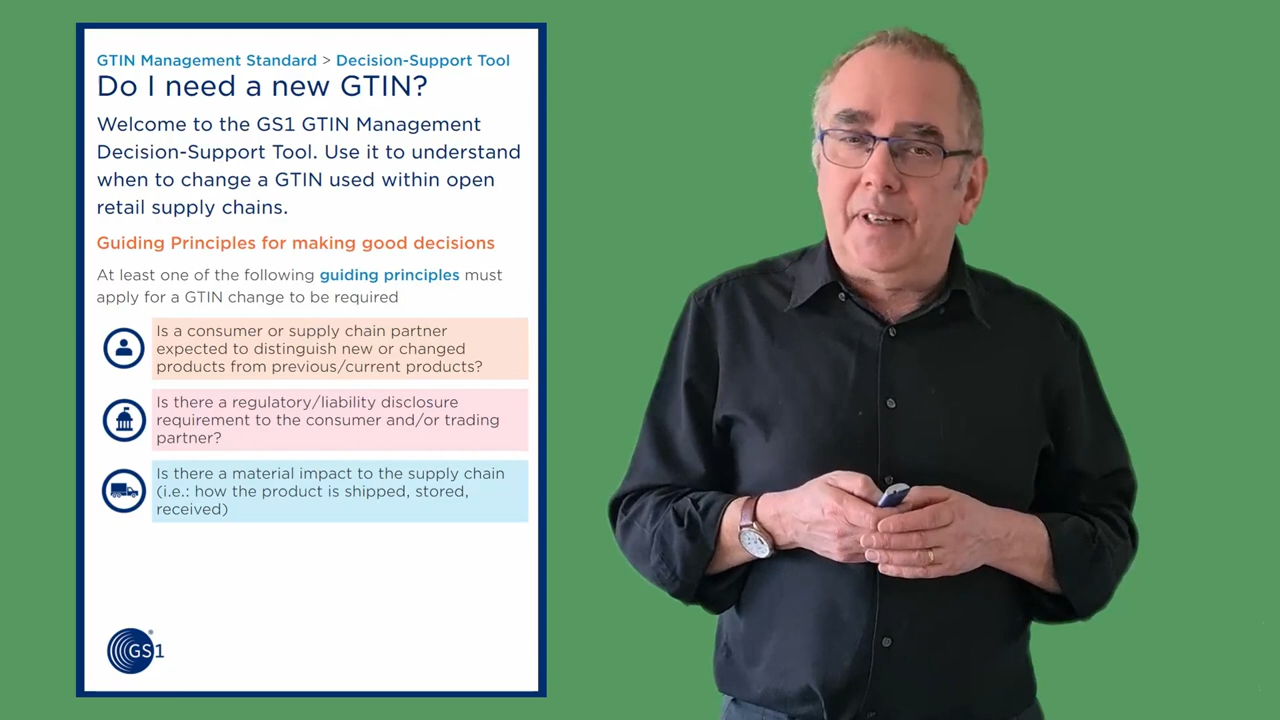 GTIN Management Standard > Decision-Support Tool
Do I need a new GTIN?
Welcome to the GS1 GTIN Management
Decision-Support Tool. Use it to understand
when to change a GTIN used within open
retail supply chains.
Guiding Principles for making good decisions
At least one of the following guiding principles must
apply for a GTIN change to be required
Is a consumer or supply chain partner
expected to distinguish new or changed
products from previous/current products?
Is there a regulatory/liability disclosure
requirement to the consumer and/or trading
partner?
Is there a material impact to the supply chain
(i.e.: how the product is shipped, stored,
received)
GS1